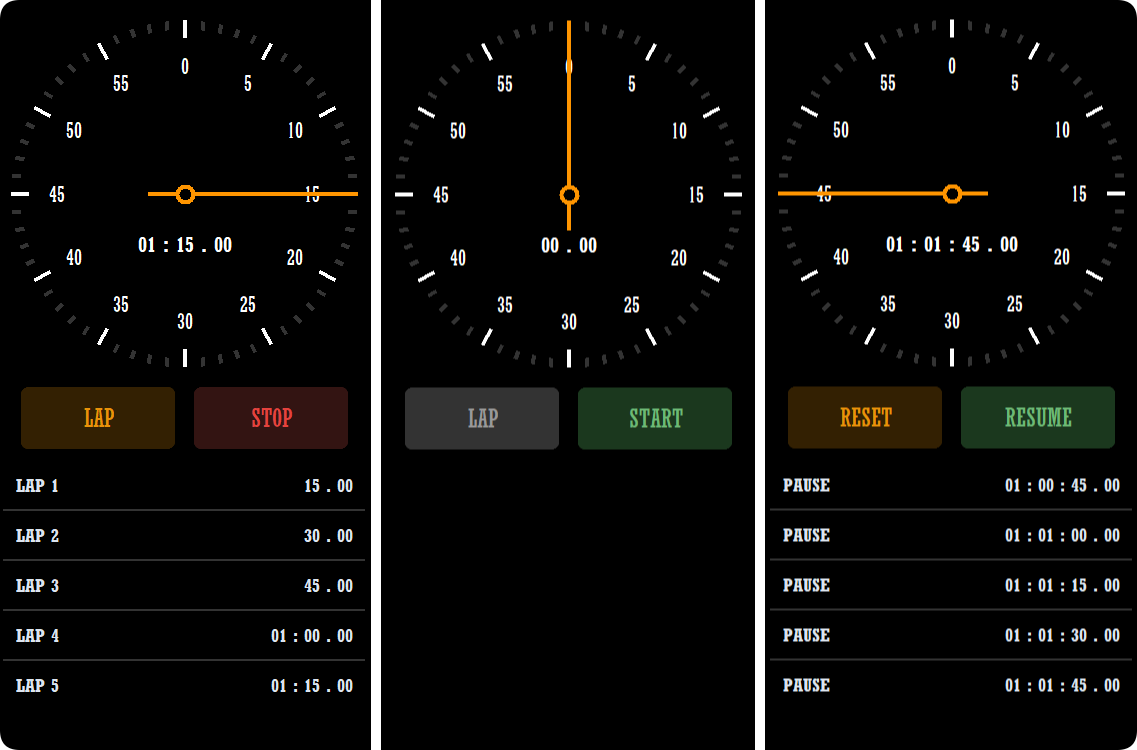 0
55 5
50 10
45 15
01 : 15 . 00
40 20
35 25
30
LAP STOP
LAP 1 15 . 00
LAP 2 30 . 00
LAP 3 45 . 00
LAP 4 01 : 00 . 00
LAP 5 01 : 15 . 00
0
55 5
50 10
45 15
00 . 00
40 20
35 25
30
LAP START
0
55 5
50 10
45 15
01 : 01 : 45 . 00
40 20
35 25
30
RESET RESUME
PAUSE 01 : 00 : 45 . 00
PAUSE 01 : 01 : 00 . 00
PAUSE 01 : 01 : 15 . 00
PAUSE 01 : 01 : 30 . 00
PAUSE 01 : 01 : 45 . 00